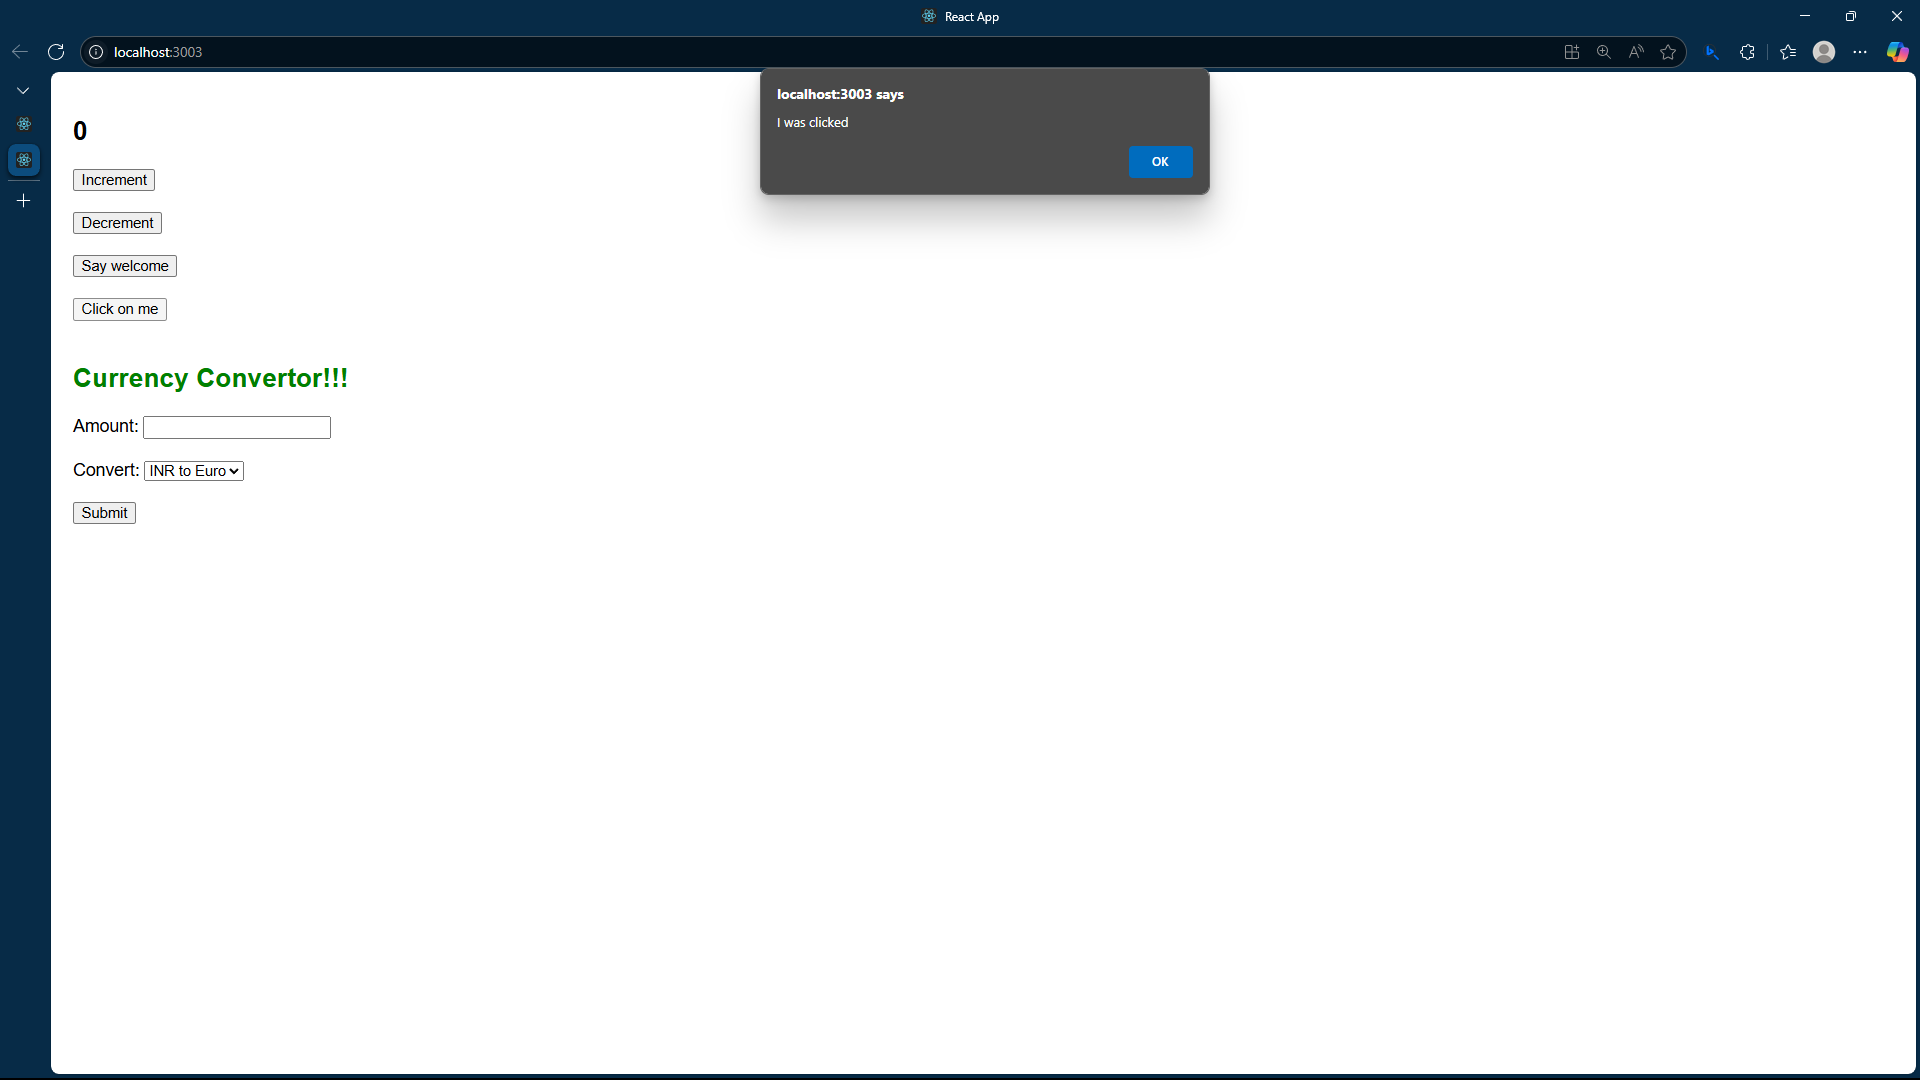 React App
localhost:3003
localhost:3003 says
I was clicked
OK
0
Increment
Decrement
Say welcome
Click on me
Currency Convertor!!!
Amount:
Convert: INR to Euro
Submit